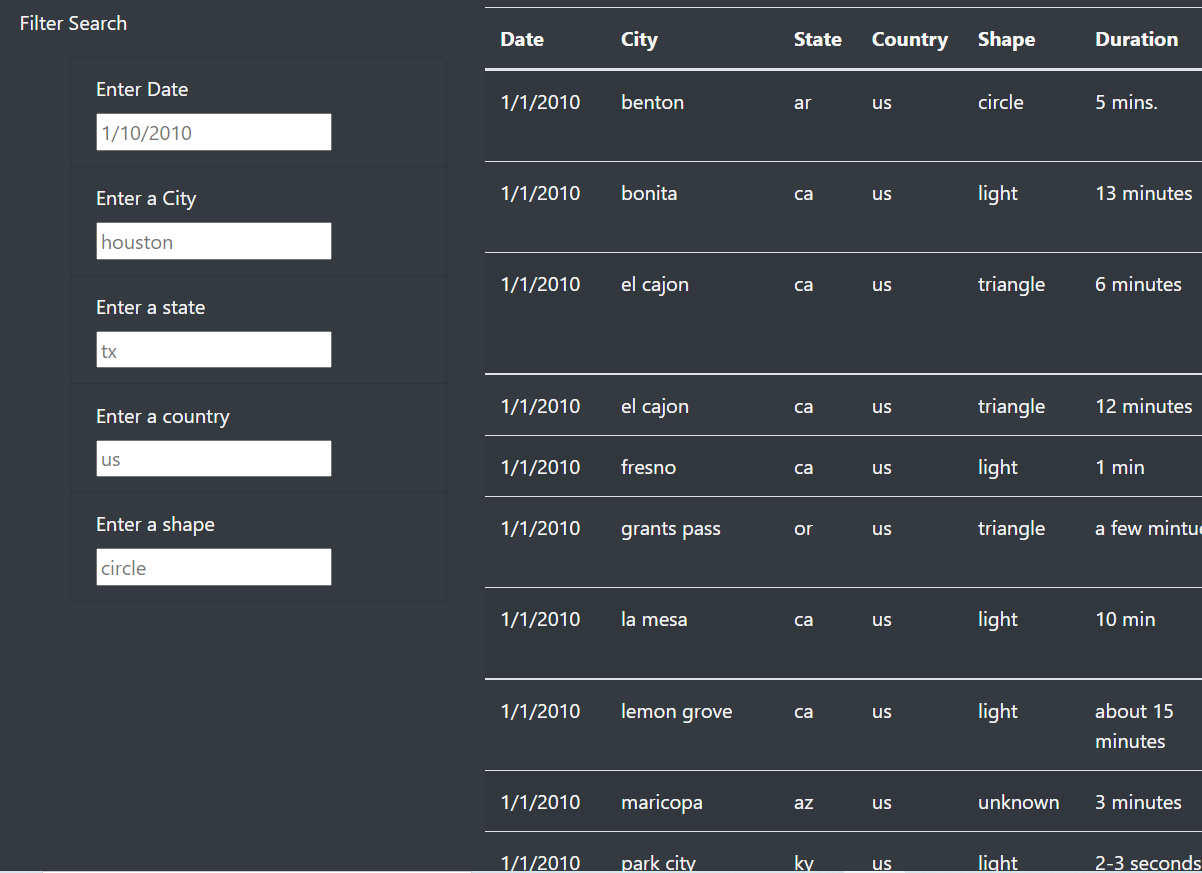 Filter Search
Enter Date
1/10/2010
Enter a City
houston
Enter a state
tx
Enter a country
us
Enter a shape
circle
Date City State Country Shape Duration
1/1/2010 benton ar us circle 5 mins.
1/1/2010 bonita ca us light 13 minutes
1/1/2010 el cajon ca us triangle 6 minutes
1/1/2010 el cajon ca us triangle 12 minutes
1/1/2010 fresno ca us light 1 min
1/1/2010 grants pass or us triangle a few
1/1/2010 la mesa ca us light 10 min
1/1/2010 lemon grove ca us light about 15
minutes
1/1/2010 maricopa az us unknown 3 minutes
1/1/2010 park city ky us light 2-3 seconds